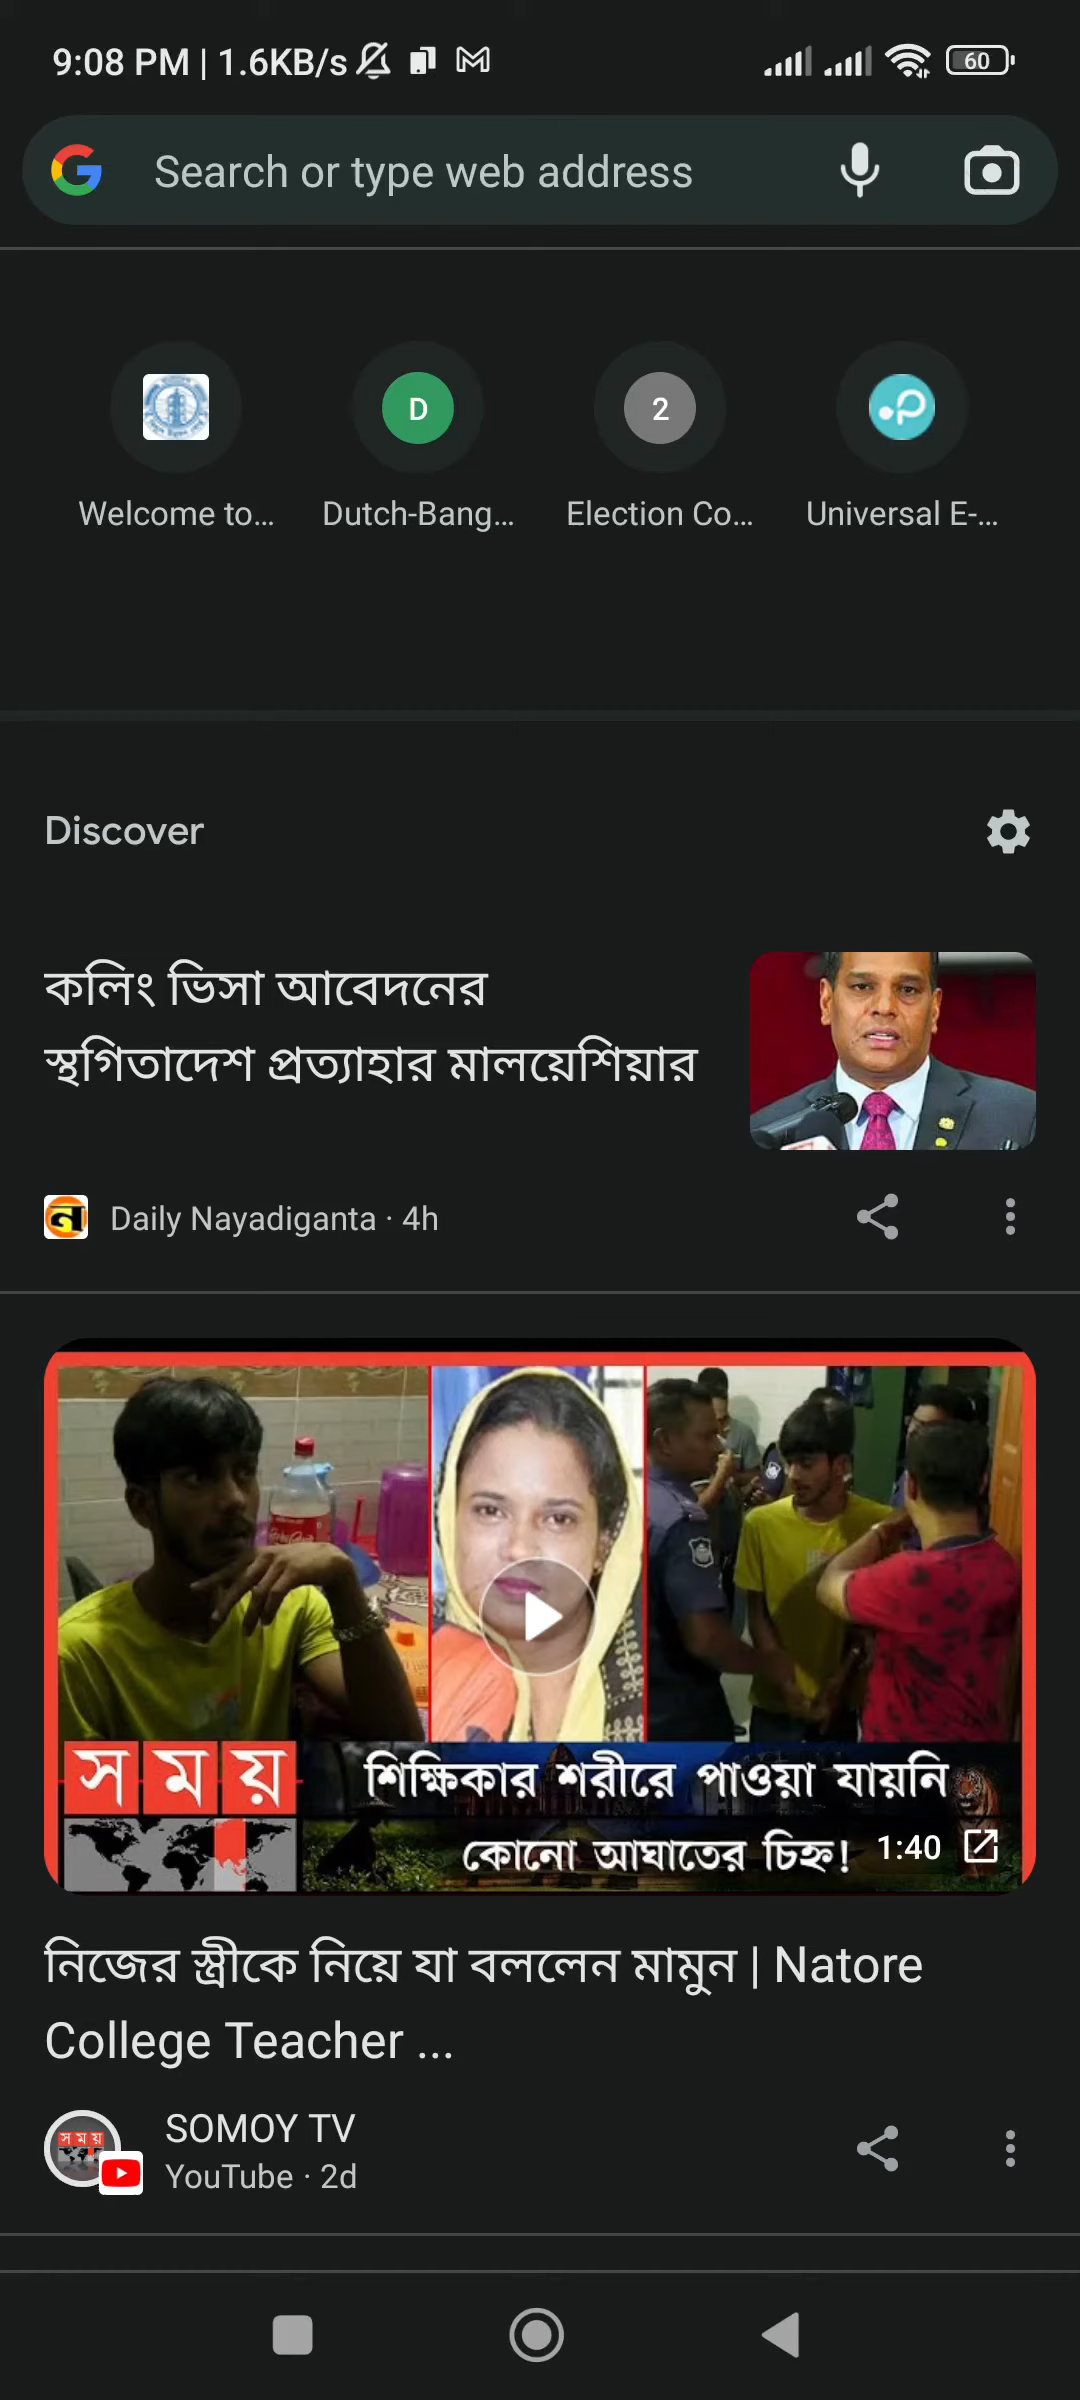 9:08 PM | 1.6KB/s
60
Search or type web address
D
2
Welcome to...
Dutch-Bang...
Election Co...
Universal E-...
Discover
কলিং ভিসা আবেদনের
স্থগিতাদেশ প্রত্যাহার মালয়েশিয়ার
ন
Daily Nayadiganta · 4h
সময়
শিক্ষিকার শরীরে পাওয়া যায়নি
কোনো আঘাতের চিহ্ন!
1:40
নিজের স্ত্রীকে নিয়ে যা বললেন মামুন | Natore
College Teacher ...
সময়
SOMOY TV
YouTube · 2d